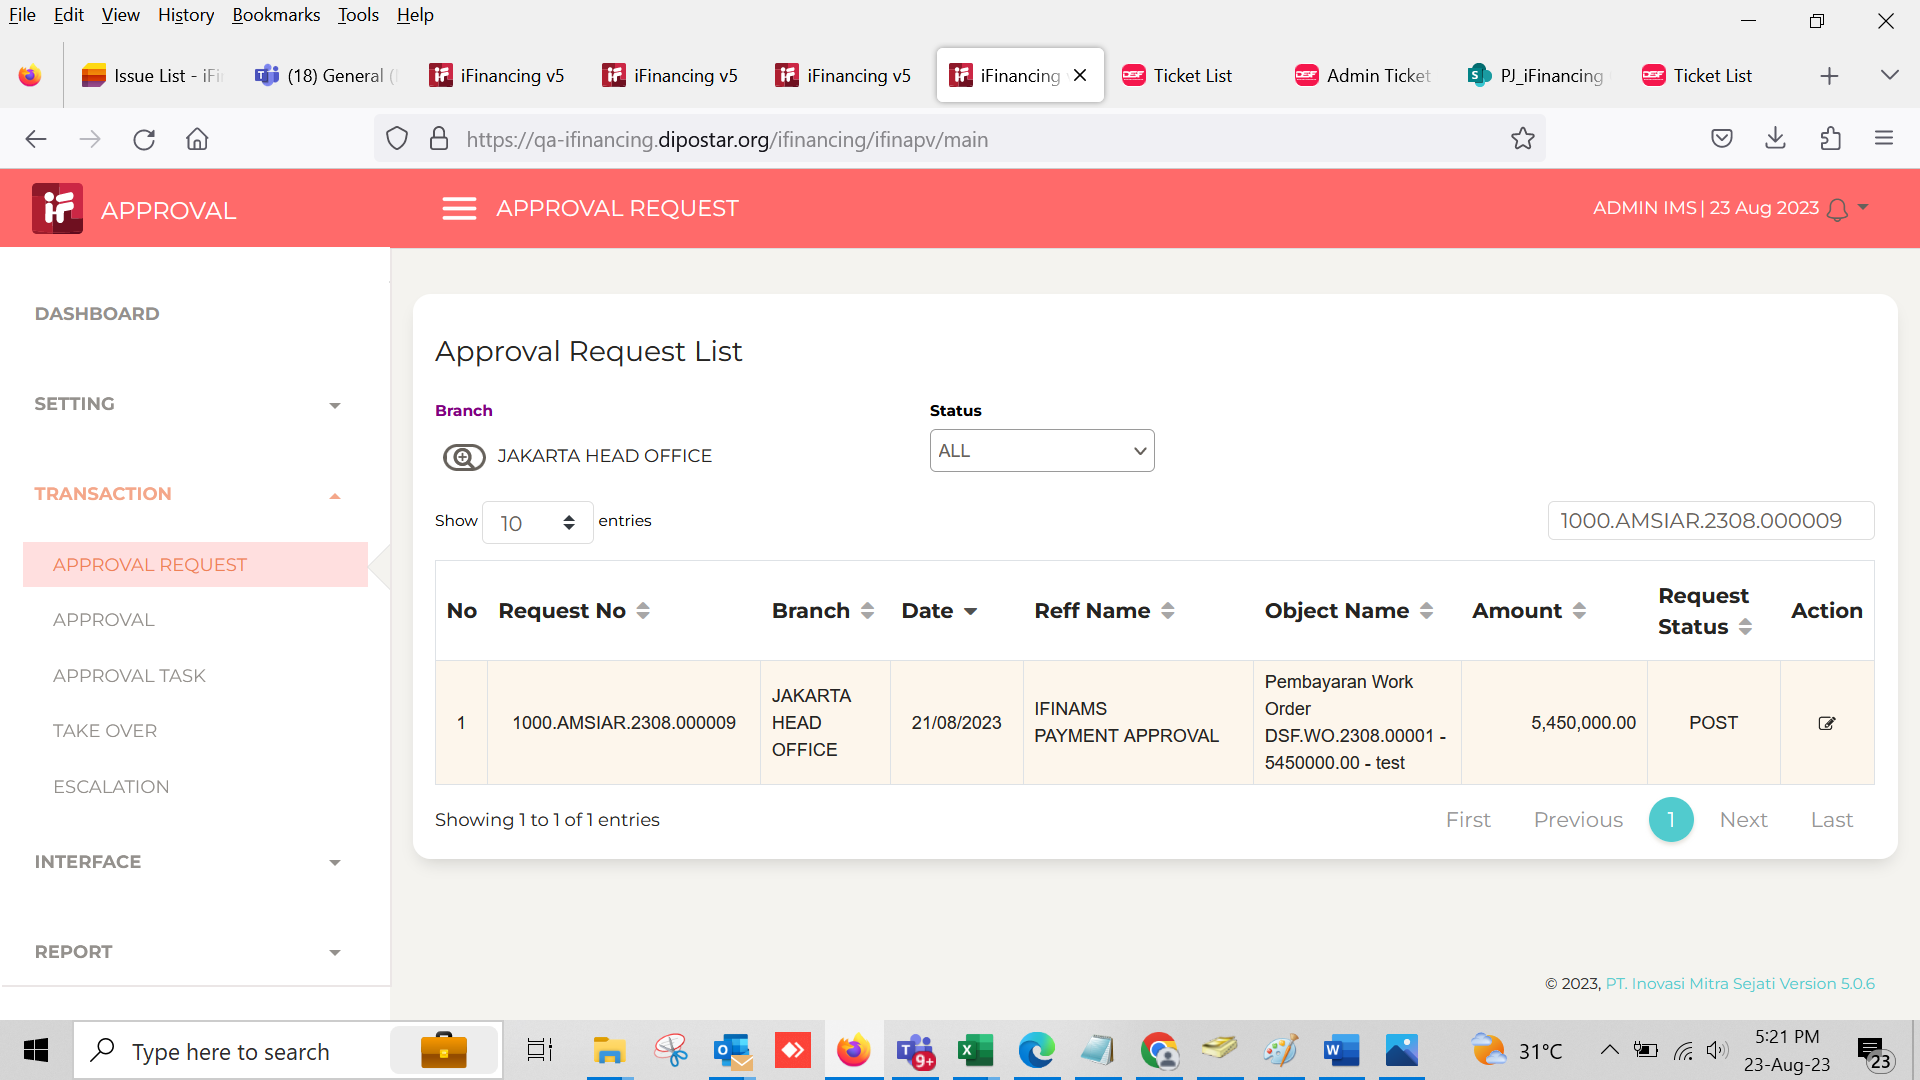 File Edit View History Bookmarks Tools Help
Issue List - iFi
(18) General (
iFinancing v5
iFinancing v5
iFinancing v5
iFinancing
Ticket List
Admin Ticket
PJ_iFinancing
Ticket List
https://qa-ifinancing.dipostar.org/ifinancing/ifinapv/main
iF APPROVAL
APPROVAL REQUEST
ADMIN IMS | 23 Aug 2023
DASHBOARD
SETTING
TRANSACTION
APPROVAL REQUEST
APPROVAL
APPROVAL TASK
TAKE OVER
ESCALATION
INTERFACE
REPORT
Approval Request List
Branch
JAKARTA HEAD OFFICE
Status
ALL
Show 10 entries
1000.AMSIAR.2308.000009
No Request No Branch Date Reff Name Object Name Amount Request Status Action
1
1000.AMSIAR.2308.000009
JAKARTA
HEAD
OFFICE
21/08/2023
IFINAMS
PAYMENT APPROVAL
Pembayaran Work
Order
DSF.WO.2308.00001 -
5450000.00 - test
5,450,000.00
POST
Showing 1 to 1 of 1 entries
First Previous 1 Next Last
© 2023, PT. Inovasi Mitra Sejati Version 5.0.6
Type here to search
9+
31°C
5:21 PM
23-Aug-23
23